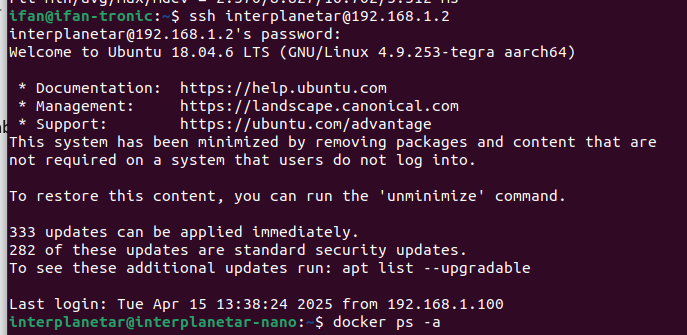 ifan@ifan-tronic:~$ ssh interplanetar@192.168.1.2
interplanetar@192.168.1.2's password:
Welcome to Ubuntu 18.04.6 LTS (GNU/Linux 4.9.253-tegra aarch64)
* Documentation:  https://help.ubuntu.com
* Management:     https://landscape.canonical.com
* Support:        https://ubuntu.com/advantage
This system has been minimized by removing packages and content that are
not required on a system that users do not log into.
To restore this content, you can run the 'unminimize' command.
333 updates can be applied immediately.
282 of these updates are standard security updates.
To see these additional updates run: apt list --upgradable
Last login: Tue Apr 15 13:38:24 2025 from 192.168.1.100
interplanetar@interplanetar-nano:~$ docker ps -a